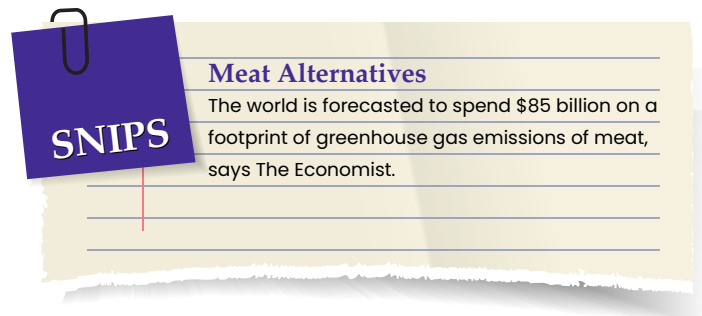 SNIPS
Meat Alternatives
The world is forecasted to spend $85 billion on a
footprint of greenhouse gas emissions of meat,
says The Economist.